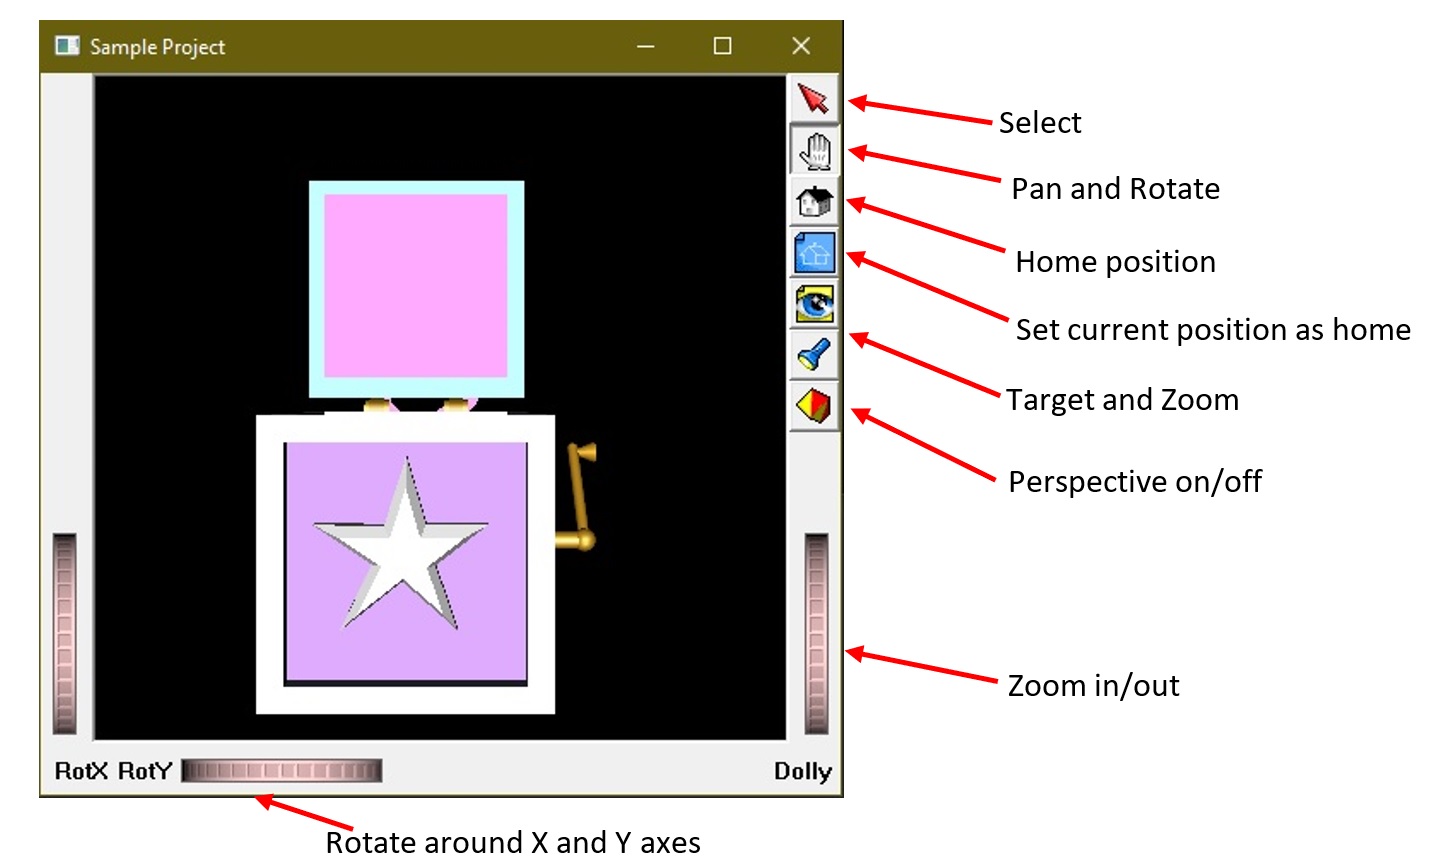 Sample Project
Select
Pan and Rotate
Home position
Set current position as home
Target and Zoom
Perspective on/off
Zoom in/out
RotX RotY
Dolly
Rotate around X and Y axes